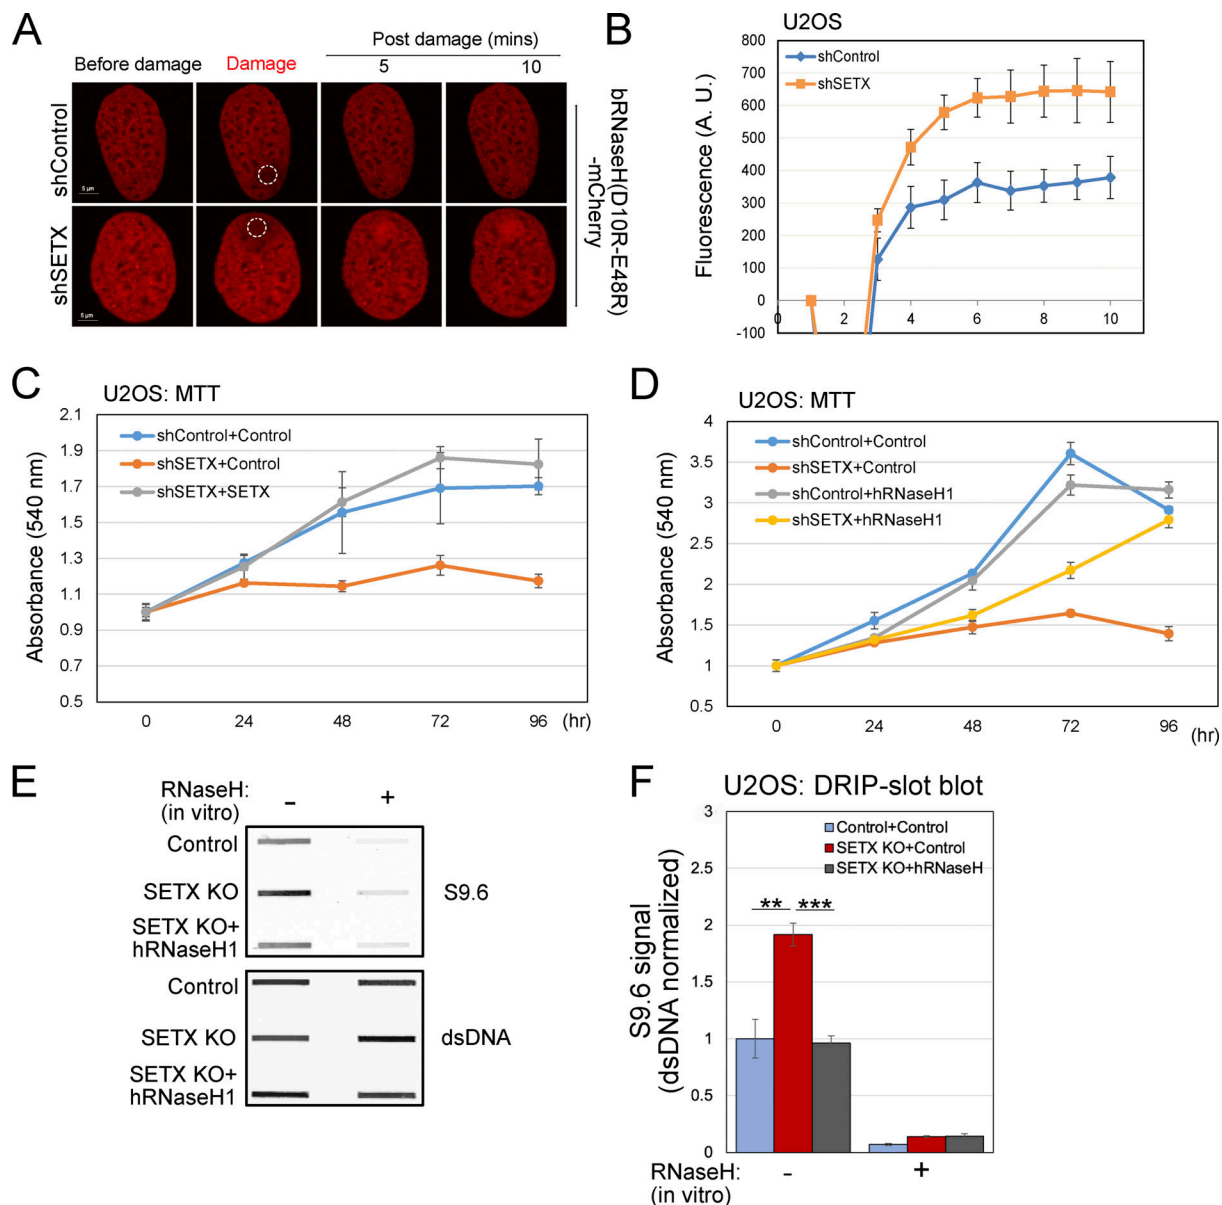 A
Post damage (mins)
Before damage
Damage
5
10
shControl
shSETX
5 µm
5 µm
bRNaseH(D10R-E48R)
-mCherry
B
U2OS
shControl
shSETX
Fluorescence (A. U.)
800
700
600
500
400
300
200
100
0
-100
0
2
4
6
8
10
C
U2OS: MTT
shControl+Control
shSETX+Control
shSETX+SETX
Absorbance (540 nm)
2.1
1.9
1.7
1.5
1.3
1.1
0.9
0.7
0.5
0
24
48
72
96
(hr)
D
U2OS: MTT
shControl+Control
shSETX+Control
shControl+hRNaseH1
shSETX+hRNaseH1
Absorbance (540 nm)
4
3.5
3
2.5
2
1.5
1
0.5
0
24
48
72
96
(hr)
E
RNaseH:
(in vitro)
-
+
Control
SETX KO
SETX KO+
hRNaseH1
S9.6
Control
SETX KO
SETX KO+
hRNaseH1
dsDNA
F
U2OS: DRIP-slot blot
Control+Control
SETX KO+Control
SETX KO+hRNaseH
S9.6 signal
(dsDNA normalized)
3
2.5
2
1.5
1
0.5
0
**
***
RNaseH:
(in vitro)
-
+